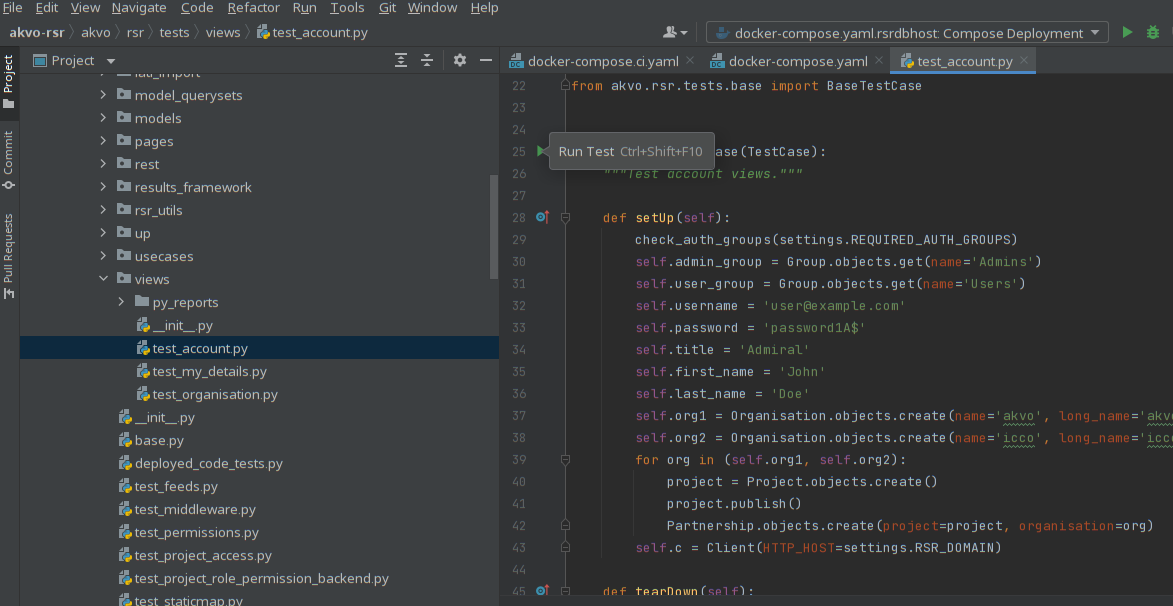 File Edit View Navigate Code Refactor Run Tools Git Window Help
akvo-rsr akvo rsr tests views test_account.py
docker-compose.yaml.rsrdbhost: Compose Deployment
Project
Commit
Pull Requests
Project
iati_import
model_querysets
models
pages
rest
results_framework
rsr_utils
up
usecases
views
py_reports
__init__.py
test_account.py
test_my_details.py
test_organisation.py
__init__.py
base.py
deployed_code_tests.py
test_feeds.py
test_middleware.py
test_permissions.py
test_project_access.py
test_project_role_permission_backend.py
test_staticmap.py
docker-compose.ci.yaml docker-compose.yaml test_account.py
22 from akvo.rsr.tests.base import BaseTestCase
23
24
25 ase(TestCase):
Run Test Ctrl+Shift+F10
26 """Test account views."""
27
28 def setUp(self):
29 check_auth_groups(settings.REQUIRED_AUTH_GROUPS)
30 self.admin_group = Group.objects.get(name='Admins')
31 self.user_group = Group.objects.get(name='Users')
32 self.username = 'user@example.com'
33 self.password = 'password1A$'
34 self.title = 'Admiral'
35 self.first_name = 'John'
36 self.last_name = 'Doe'
37 self.org1 = Organisation.objects.create(name='akvo', long_name='akvo
38 self.org2 = Organisation.objects.create(name='icco', long_name='icco
39 for org in (self.org1, self.org2):
40 project = Project.objects.create()
41 project.publish()
42 Partnership.objects.create(project=project, organisation=org)
43 self.c = Client(HTTP_HOST=settings.RSR_DOMAIN)
44
45 def tearDown(self):